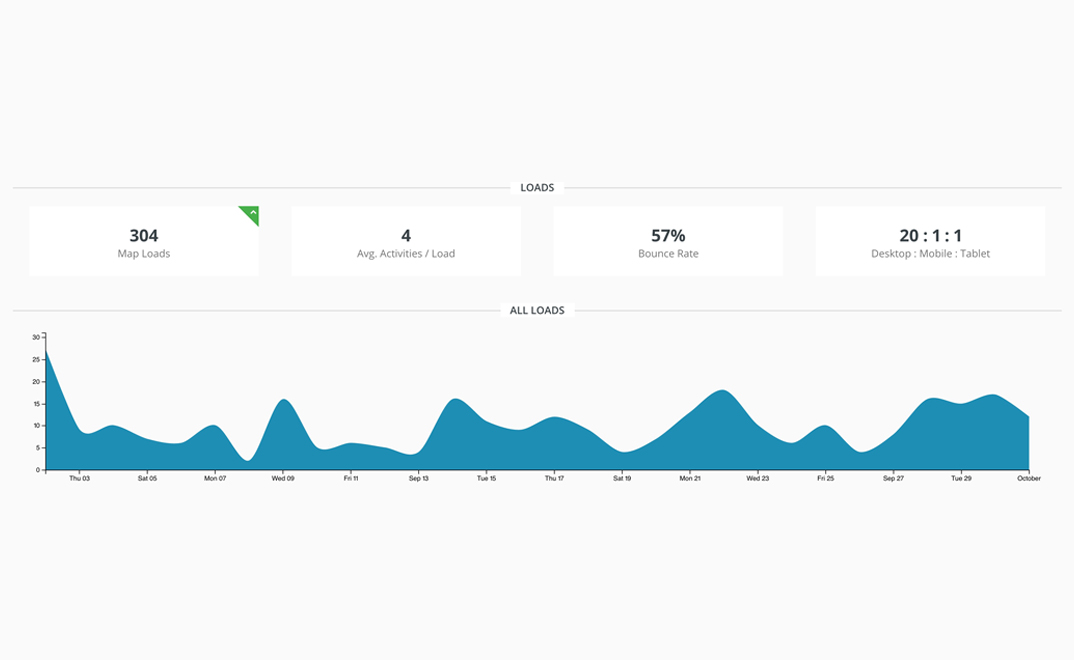 LOADS
304
Map Loads
4
Avg. Activities / Load
57%
Bounce Rate
20 : 1 : 1
Desktop : Mobile : Tablet
ALL LOADS
30
25
20
15
10
5
0
Thu 03 Sat 05 Mon 07 Wed 09 Fri 11 Sep 13 Tue 15 Thu 17 Sat 19 Mon 21 Wed 23 Fri 25 Sep 27 Tue 29 October